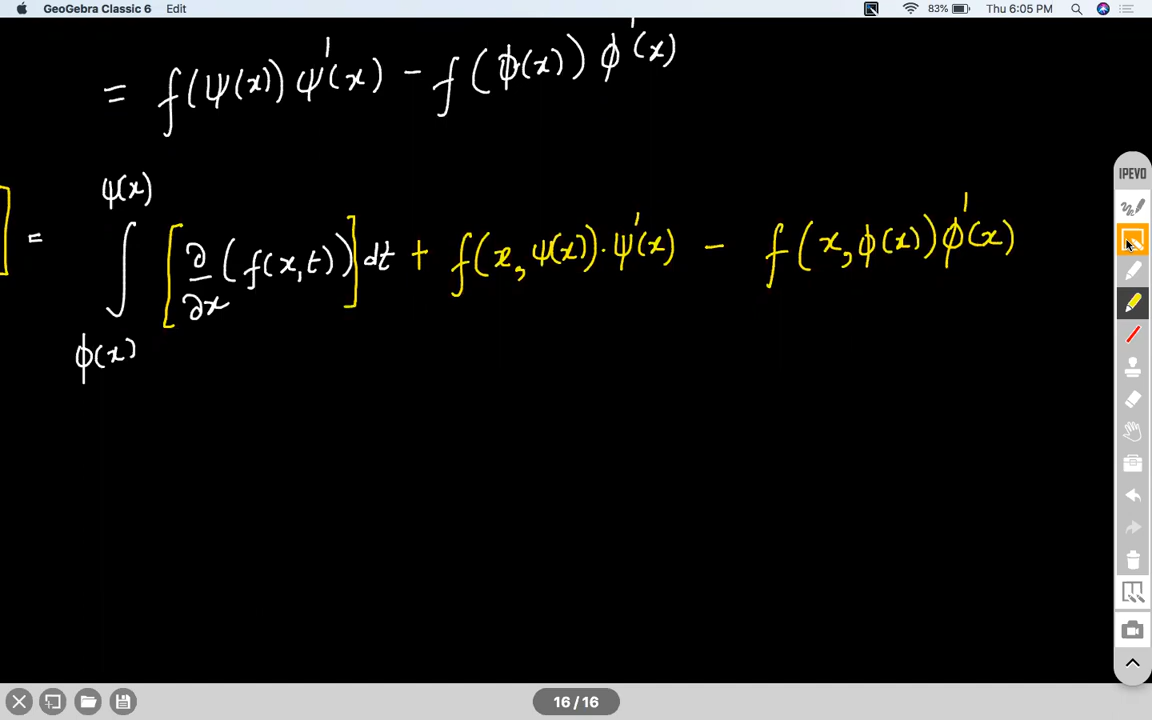 GeoGebra Classic 6 Edit 83% Thu 6:05 PM
= f(ψ(x)) ψ'(x) - f(ϕ(x)) ϕ'(x)
IPEVO
ψ(x)
] = ∫ [∂/∂x (f(x,t))] dt + f(x, ψ(x)) · ψ'(x) - f(x, ϕ(x)) ϕ'(x)
ϕ(x)
16/16